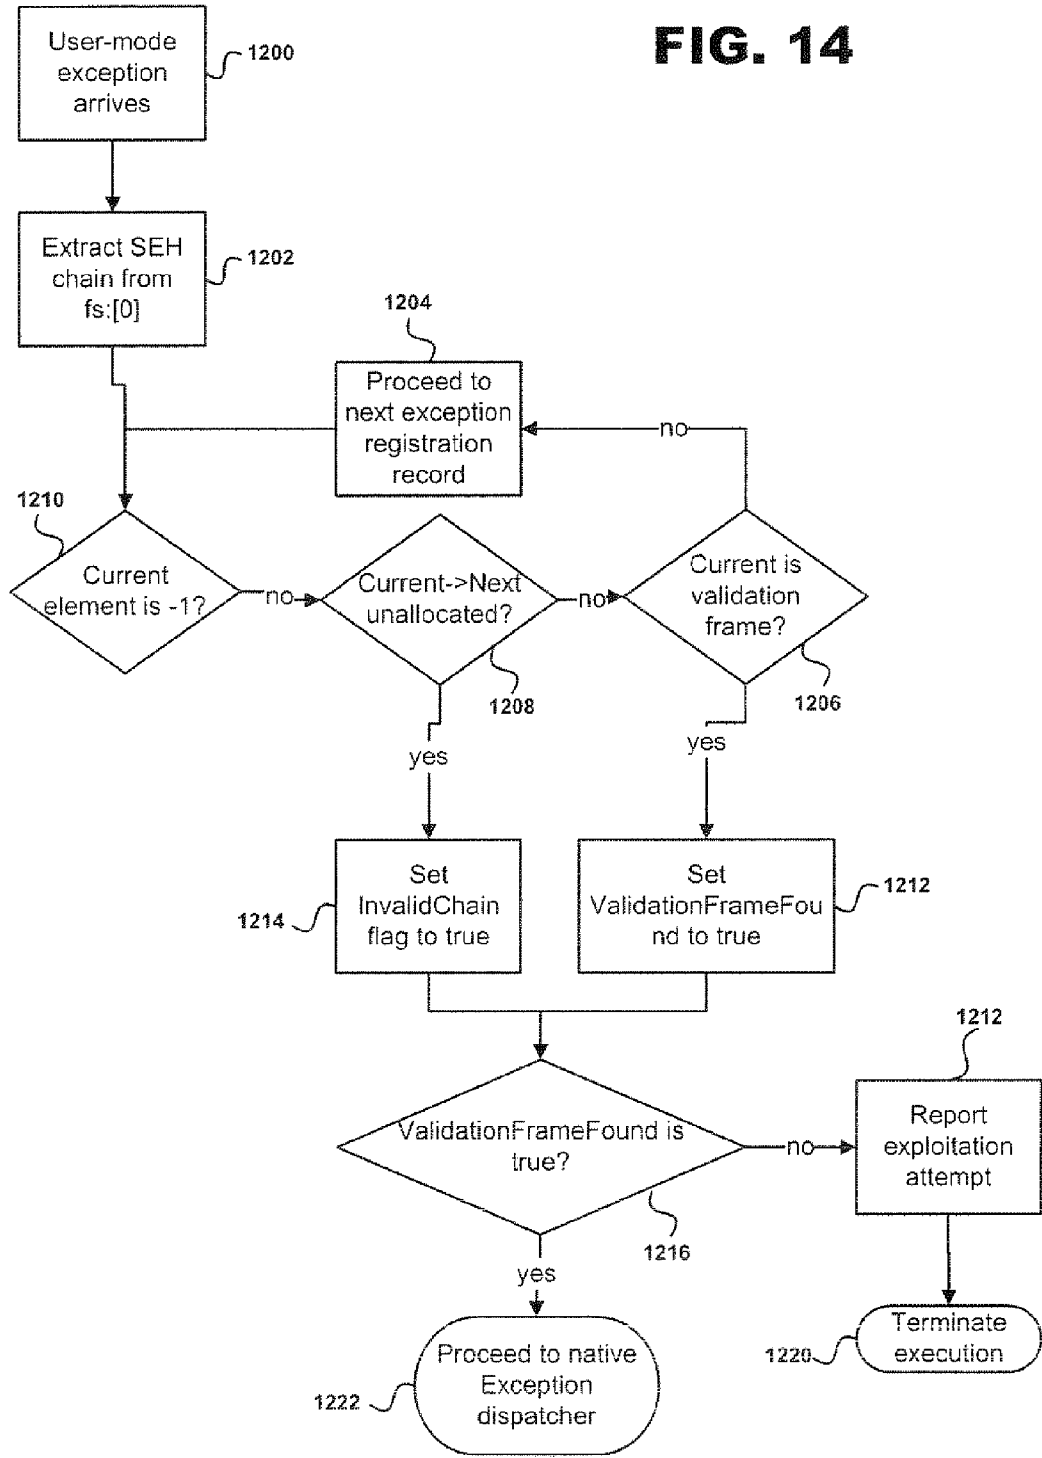 FIG. 14
User-mode
exception
arrives
1200
Extract SEH
chain from
fs:[0]
1202
1204
Proceed to
next exception
registration
record
no
1210
Current
element is -1?
no
Current->Next
unallocated?
no
Current is
validation
frame?
1208
1206
yes
yes
Set
InvalidChain
flag to true
1214
Set
ValidationFrameFou
nd to true
1212
ValidationFrameFound is
true?
no
1212
Report
exploitation
attempt
1216
yes
Terminate
execution
1220
Proceed to native
Exception
dispatcher
1222